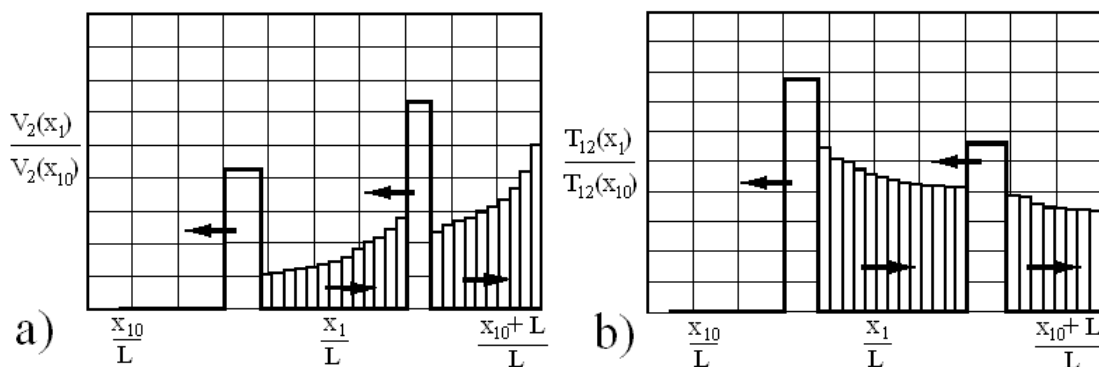 V₂(x₁)
V₂(x₁₀)
a)
x₁₀
L
x₁
L
x₁₀+ L
L
T₁₂(x₁)
T₁₂(x₁₀)
b)
x₁₀
L
x₁
L
x₁₀+ L
L